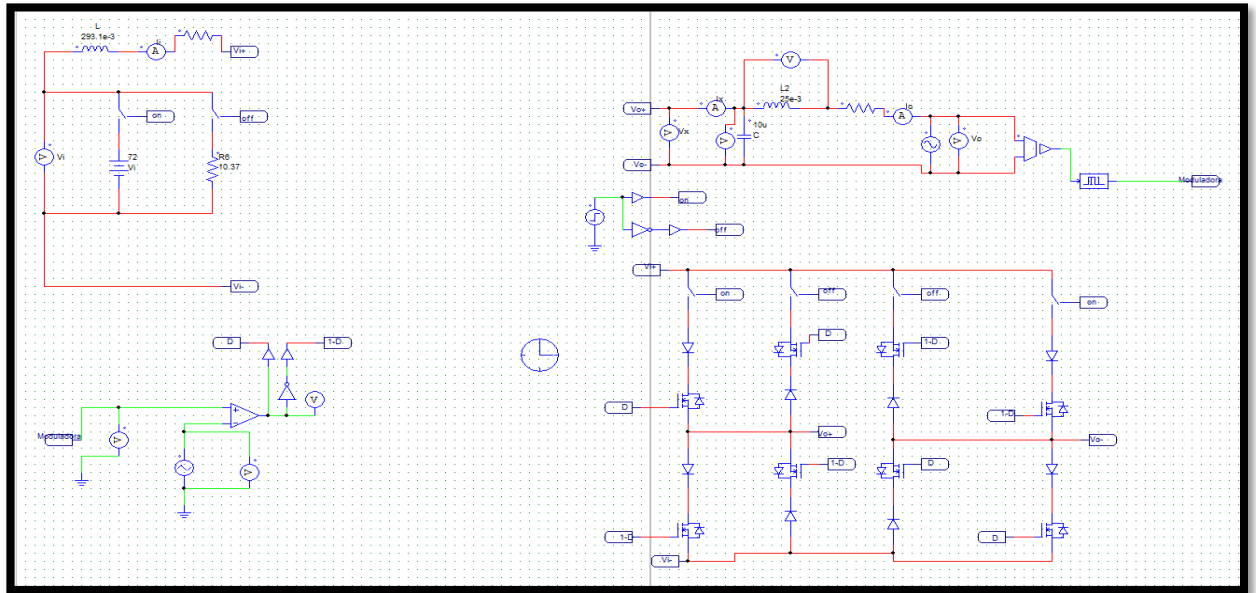 L
293.1e-3
Ii
A
Vi+
on
off
V
Vi
72
Vi
R6
10.37
Vi-
V
L2
25e-3
Vo+
Ix
A
Io
A
V
Vx
V
10u
C
V
Vo
Vo-
Moduladora
on
off
Vi+
on
off
off
on
D
1-D
D
1-D
Vo+
Vo-
1-D
D
1-D
D
Vi-
D
1-D
V
Moduladora
V
V